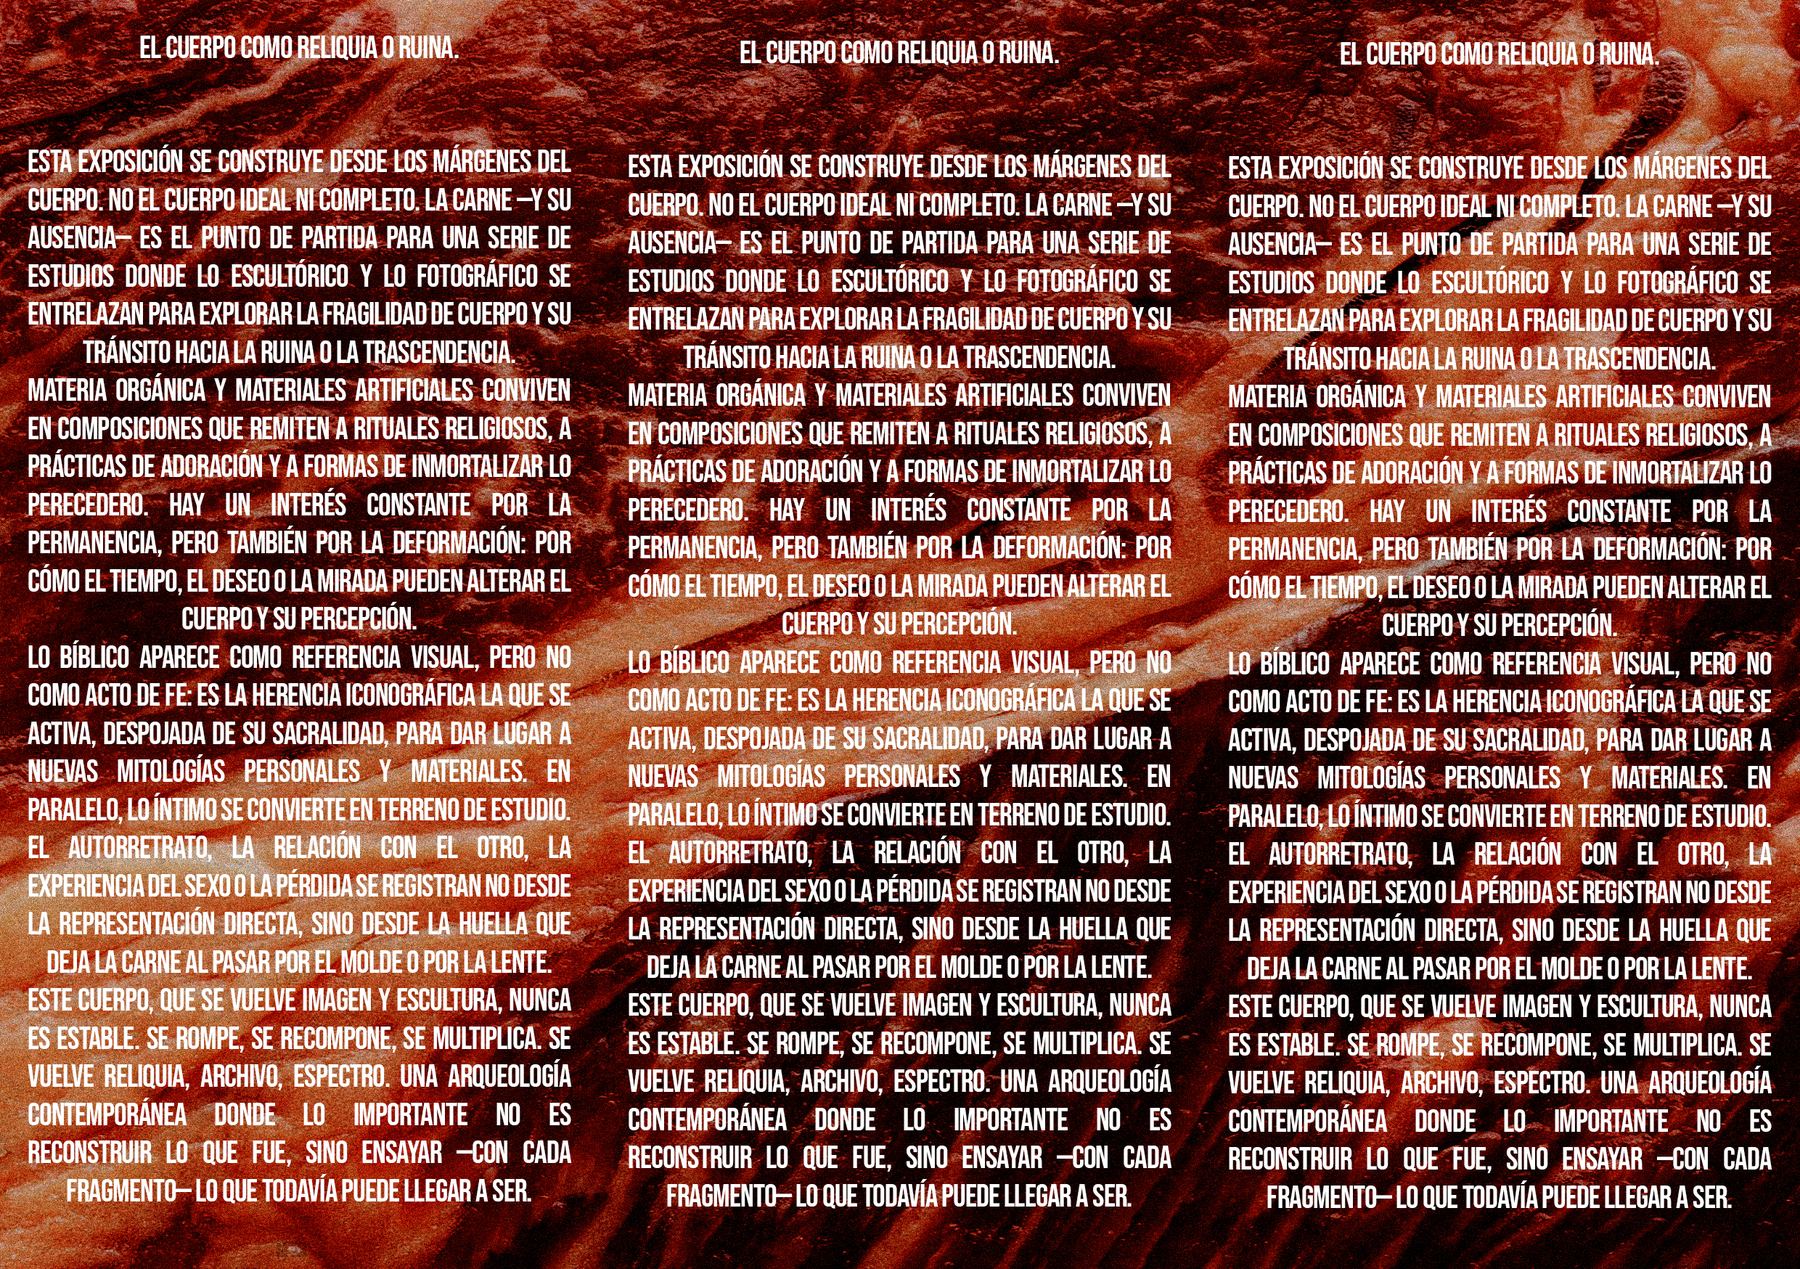 EL CUERPO COMO RELIQUIA O RUINA.
ESTA EXPOSICIÓN SE CONSTRUYE DESDE LOS MÁRGENES DEL
CUERPO. NO EL CUERPO IDEAL NI COMPLETO. LA CARNE –Y SU
AUSENCIA– ES EL PUNTO DE PARTIDA PARA UNA SERIE DE
ESTUDIOS DONDE LO ESCULTÓRICO Y LO FOTOGRÁFICO SE
ENTRELAZAN PARA EXPLORAR LA FRAGILIDAD DE CUERPO Y SU
TRÁNSITO HACIA LA RUINA O LA TRASCENDENCIA.
MATERIA ORGÁNICA Y MATERIALES ARTIFICIALES CONVIVEN
EN COMPOSICIONES QUE REMITEN A RITUALES RELIGIOSOS, A
PRÁCTICAS DE ADORACIÓN Y A FORMAS DE INMORTALIZAR LO
PERECEDERO. HAY UN INTERÉS CONSTANTE POR LA
PERMANENCIA, PERO TAMBIÉN POR LA DEFORMACIÓN: POR
CÓMO EL TIEMPO, EL DESEO O LA MIRADA PUEDEN ALTERAR EL
CUERPO Y SU PERCEPCIÓN.
LO BÍBLICO APARECE COMO REFERENCIA VISUAL, PERO NO
COMO ACTO DE FE: ES LA HERENCIA ICONOGRÁFICA LA QUE SE
ACTIVA, DESPOJADA DE SU SACRALIDAD, PARA DAR LUGAR A
NUEVAS MITOLOGÍAS PERSONALES Y MATERIALES. EN
PARALELO, LO ÍNTIMO SE CONVIERTE EN TERRENO DE ESTUDIO.
EL AUTORRETRATO, LA RELACIÓN CON EL OTRO, LA
EXPERIENCIA DEL SEXO O LA PÉRDIDA SE REGISTRAN NO DESDE
LA REPRESENTACIÓN DIRECTA, SINO DESDE LA HUELLA QUE
DEJA LA CARNE AL PASAR POR EL MOLDE O POR LA LENTE.
ESTE CUERPO, QUE SE VUELVE IMAGEN Y ESCULTURA, NUNCA
ES ESTABLE. SE ROMPE, SE RECOMPONE, SE MULTIPLICA. SE
VUELVE RELIQUIA, ARCHIVO, ESPECTRO. UNA ARQUEOLOGÍA
CONTEMPORÁNEA DONDE LO IMPORTANTE NO ES
RECONSTRUIR LO QUE FUE, SINO ENSAYAR –CON CADA
FRAGMENTO– LO QUE TODAVÍA PUEDE LLEGAR A SER.
EL CUERPO COMO RELIQUIA O RUINA.
ESTA EXPOSICIÓN SE CONSTRUYE DESDE LOS MÁRGENES DEL
CUERPO. NO EL CUERPO IDEAL NI COMPLETO. LA CARNE –Y SU
AUSENCIA– ES EL PUNTO DE PARTIDA PARA UNA SERIE DE
ESTUDIOS DONDE LO ESCULTÓRICO Y LO FOTOGRÁFICO SE
ENTRELAZAN PARA EXPLORAR LA FRAGILIDAD DE CUERPO Y SU
TRÁNSITO HACIA LA RUINA O LA TRASCENDENCIA.
MATERIA ORGÁNICA Y MATERIALES ARTIFICIALES CONVIVEN
EN COMPOSICIONES QUE REMITEN A RITUALES RELIGIOSOS, A
PRÁCTICAS DE ADORACIÓN Y A FORMAS DE INMORTALIZAR LO
PERECEDERO. HAY UN INTERÉS CONSTANTE POR LA
PERMANENCIA, PERO TAMBIÉN POR LA DEFORMACIÓN: POR
CÓMO EL TIEMPO, EL DESEO O LA MIRADA PUEDEN ALTERAR EL
CUERPO Y SU PERCEPCIÓN.
LO BÍBLICO APARECE COMO REFERENCIA VISUAL, PERO NO
COMO ACTO DE FE: ES LA HERENCIA ICONOGRÁFICA LA QUE SE
ACTIVA, DESPOJADA DE SU SACRALIDAD, PARA DAR LUGAR A
NUEVAS MITOLOGÍAS PERSONALES Y MATERIALES. EN
PARALELO, LO ÍNTIMO SE CONVIERTE EN TERRENO DE ESTUDIO.
EL AUTORRETRATO, LA RELACIÓN CON EL OTRO, LA
EXPERIENCIA DEL SEXO O LA PÉRDIDA SE REGISTRAN NO DESDE
LA REPRESENTACIÓN DIRECTA, SINO DESDE LA HUELLA QUE
DEJA LA CARNE AL PASAR POR EL MOLDE O POR LA LENTE.
ESTE CUERPO, QUE SE VUELVE IMAGEN Y ESCULTURA, NUNCA
ES ESTABLE. SE ROMPE, SE RECOMPONE, SE MULTIPLICA. SE
VUELVE RELIQUIA, ARCHIVO, ESPECTRO. UNA ARQUEOLOGÍA
CONTEMPORÁNEA DONDE LO IMPORTANTE NO ES
RECONSTRUIR LO QUE FUE, SINO ENSAYAR –CON CADA
FRAGMENTO– LO QUE TODAVÍA PUEDE LLEGAR A SER.
EL CUERPO COMO RELIQUIA O RUINA.
ESTA EXPOSICIÓN SE CONSTRUYE DESDE LOS MÁRGENES DEL
CUERPO. NO EL CUERPO IDEAL NI COMPLETO. LA CARNE –Y SU
AUSENCIA– ES EL PUNTO DE PARTIDA PARA UNA SERIE DE
ESTUDIOS DONDE LO ESCULTÓRICO Y LO FOTOGRÁFICO SE
ENTRELAZAN PARA EXPLORAR LA FRAGILIDAD DE CUERPO Y SU
TRÁNSITO HACIA LA RUINA O LA TRASCENDENCIA.
MATERIA ORGÁNICA Y MATERIALES ARTIFICIALES CONVIVEN
EN COMPOSICIONES QUE REMITEN A RITUALES RELIGIOSOS, A
PRÁCTICAS DE ADORACIÓN Y A FORMAS DE INMORTALIZAR LO
PERECEDERO. HAY UN INTERÉS CONSTANTE POR LA
PERMANENCIA, PERO TAMBIÉN POR LA DEFORMACIÓN: POR
CÓMO EL TIEMPO, EL DESEO O LA MIRADA PUEDEN ALTERAR EL
CUERPO Y SU PERCEPCIÓN.
LO BÍBLICO APARECE COMO REFERENCIA VISUAL, PERO NO
COMO ACTO DE FE: ES LA HERENCIA ICONOGRÁFICA LA QUE SE
ACTIVA, DESPOJADA DE SU SACRALIDAD, PARA DAR LUGAR A
NUEVAS MITOLOGÍAS PERSONALES Y MATERIALES. EN
PARALELO, LO ÍNTIMO SE CONVIERTE EN TERRENO DE ESTUDIO.
EL AUTORRETRATO, LA RELACIÓN CON EL OTRO, LA
EXPERIENCIA DEL SEXO O LA PÉRDIDA SE REGISTRAN NO DESDE
LA REPRESENTACIÓN DIRECTA, SINO DESDE LA HUELLA QUE
DEJA LA CARNE AL PASAR POR EL MOLDE O POR LA LENTE.
ESTE CUERPO, QUE SE VUELVE IMAGEN Y ESCULTURA, NUNCA
ES ESTABLE. SE ROMPE, SE RECOMPONE, SE MULTIPLICA. SE
VUELVE RELIQUIA, ARCHIVO, ESPECTRO. UNA ARQUEOLOGÍA
CONTEMPORÁNEA DONDE LO IMPORTANTE NO ES
RECONSTRUIR LO QUE FUE, SINO ENSAYAR –CON CADA
FRAGMENTO– LO QUE TODAVÍA PUEDE LLEGAR A SER.